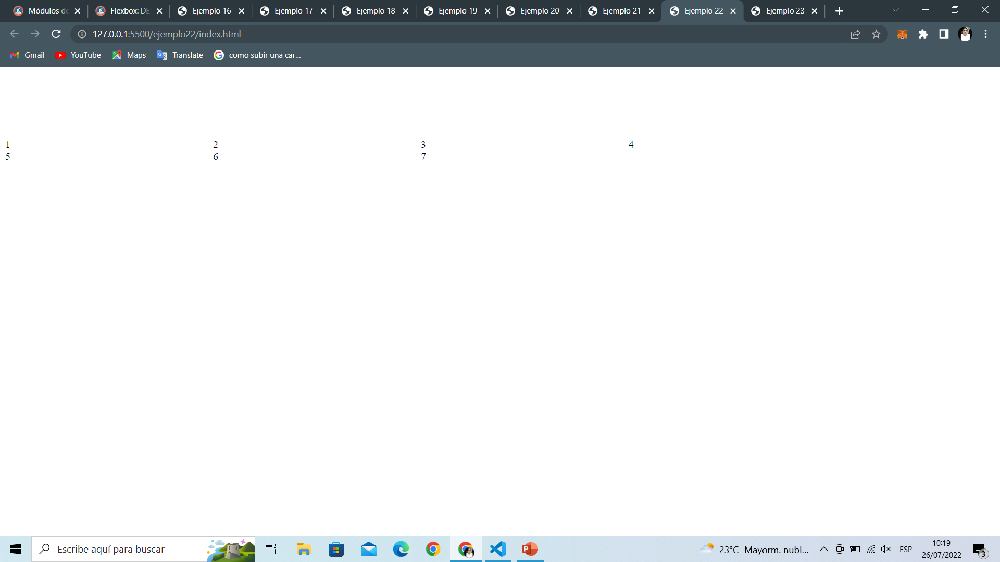 Módulos de
Flexbox: DE
Ejemplo 16
Ejemplo 17
Ejemplo 18
Ejemplo 19
Ejemplo 20
Ejemplo 21
Ejemplo 22
Ejemplo 23
127.0.0.1:5500/ejemplo22/index.html
Gmail
YouTube
Maps
Translate
como subir una car...
1 2 3 4
5 6 7
Escribe aquí para buscar
23°C Mayorm. nubl...
ESP
10:19
26/07/2022
3